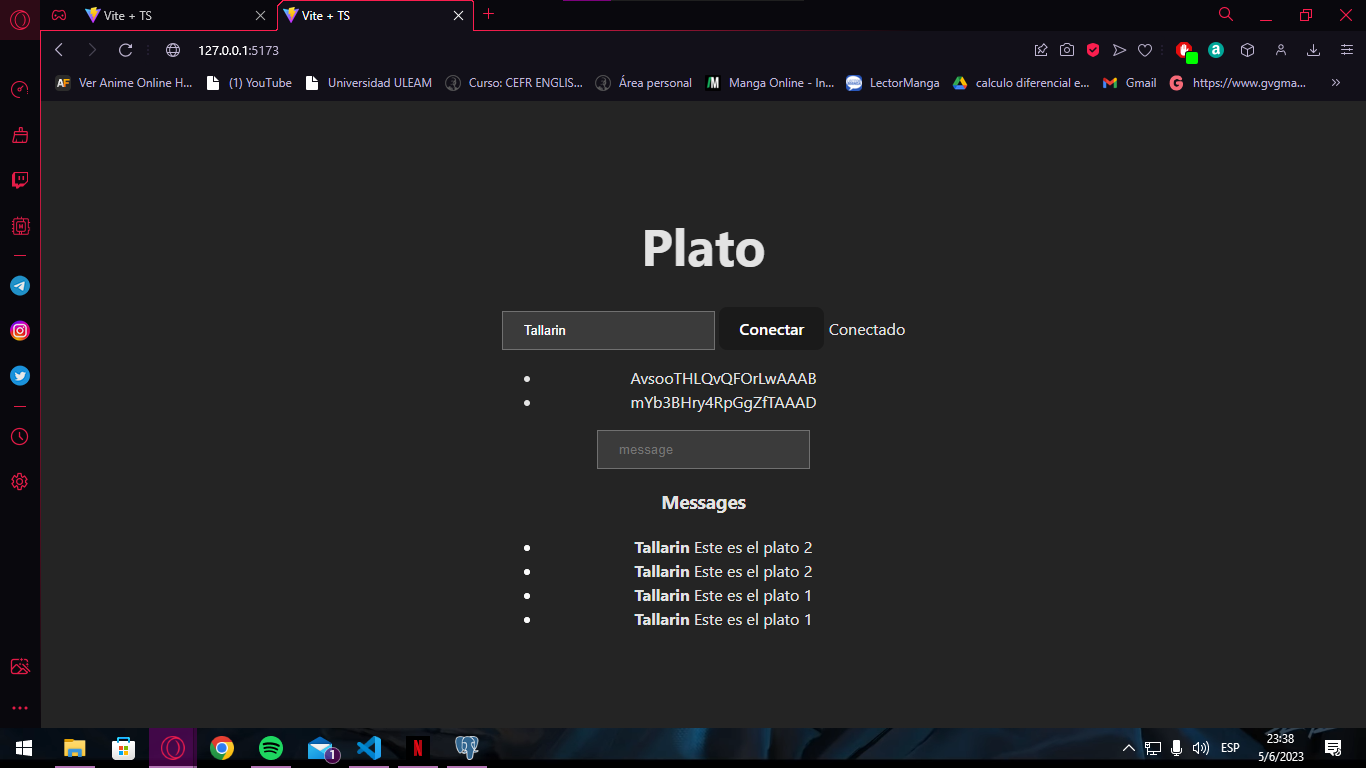 Vite + TS
Vite + TS
127.0.0.1:5173
AF Ver Anime Online H...
(1) YouTube
Universidad ULEAM
Curso: CEFR ENGLIS...
Área personal
Manga Online - In...
LectorManga
calculo diferencial e...
Gmail
https://www.gvgma...
Plato
Tallarin Conectar Conectado
AvsooTHLQvQFOrLwAAAB
mYb3BHry4RpGgZfTAAAD
message
Messages
Tallarin Este es el plato 2
Tallarin Este es el plato 2
Tallarin Este es el plato 1
Tallarin Este es el plato 1
1
ESP
23:38
5/6/2023